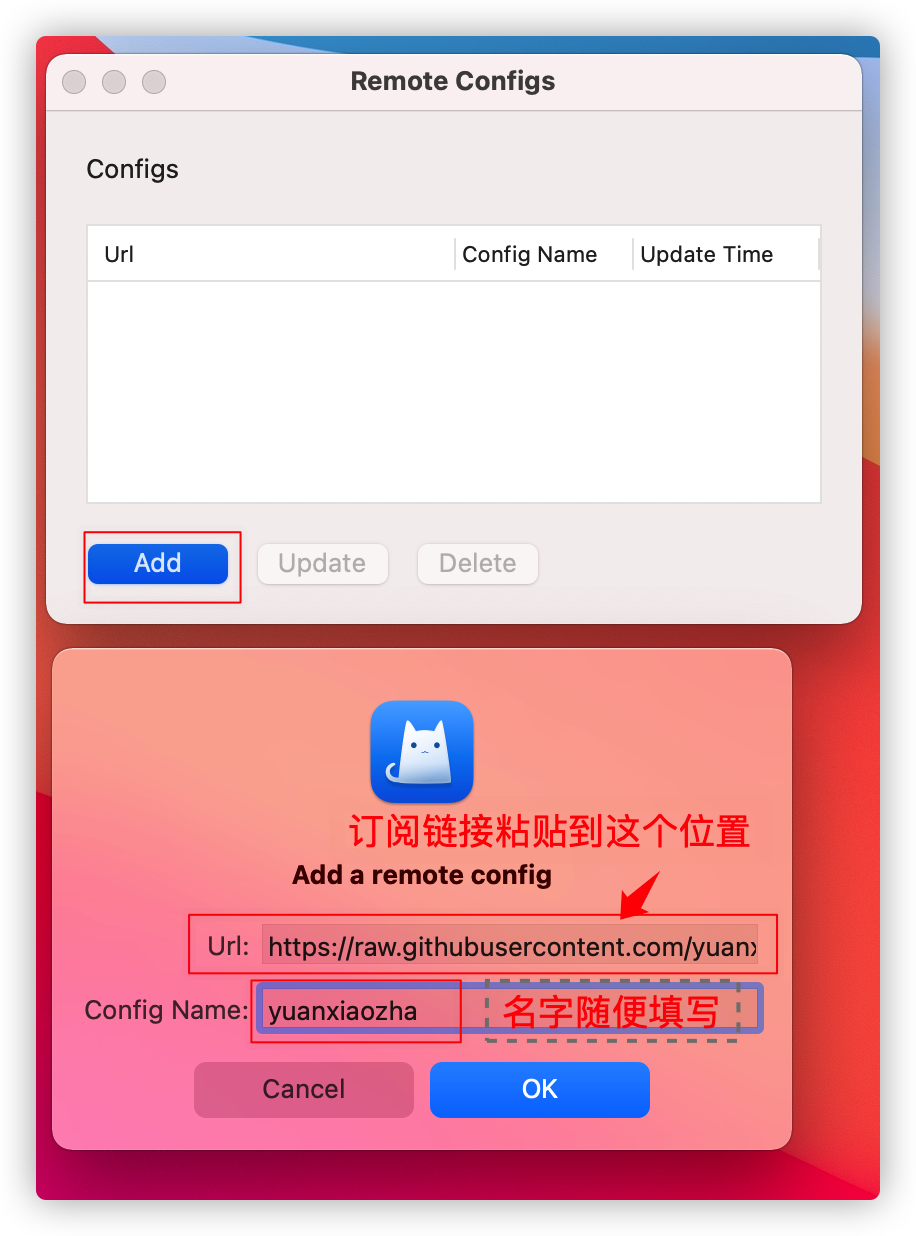 Remote Configs
Configs
Url Config Name Update Time
Add Update Delete
订阅链接粘贴到这个位置
Add a remote config
Url: https://raw.githubusercontent.com/yuanx
Config Name: yuanxiaozha 名字随便填写
Cancel OK